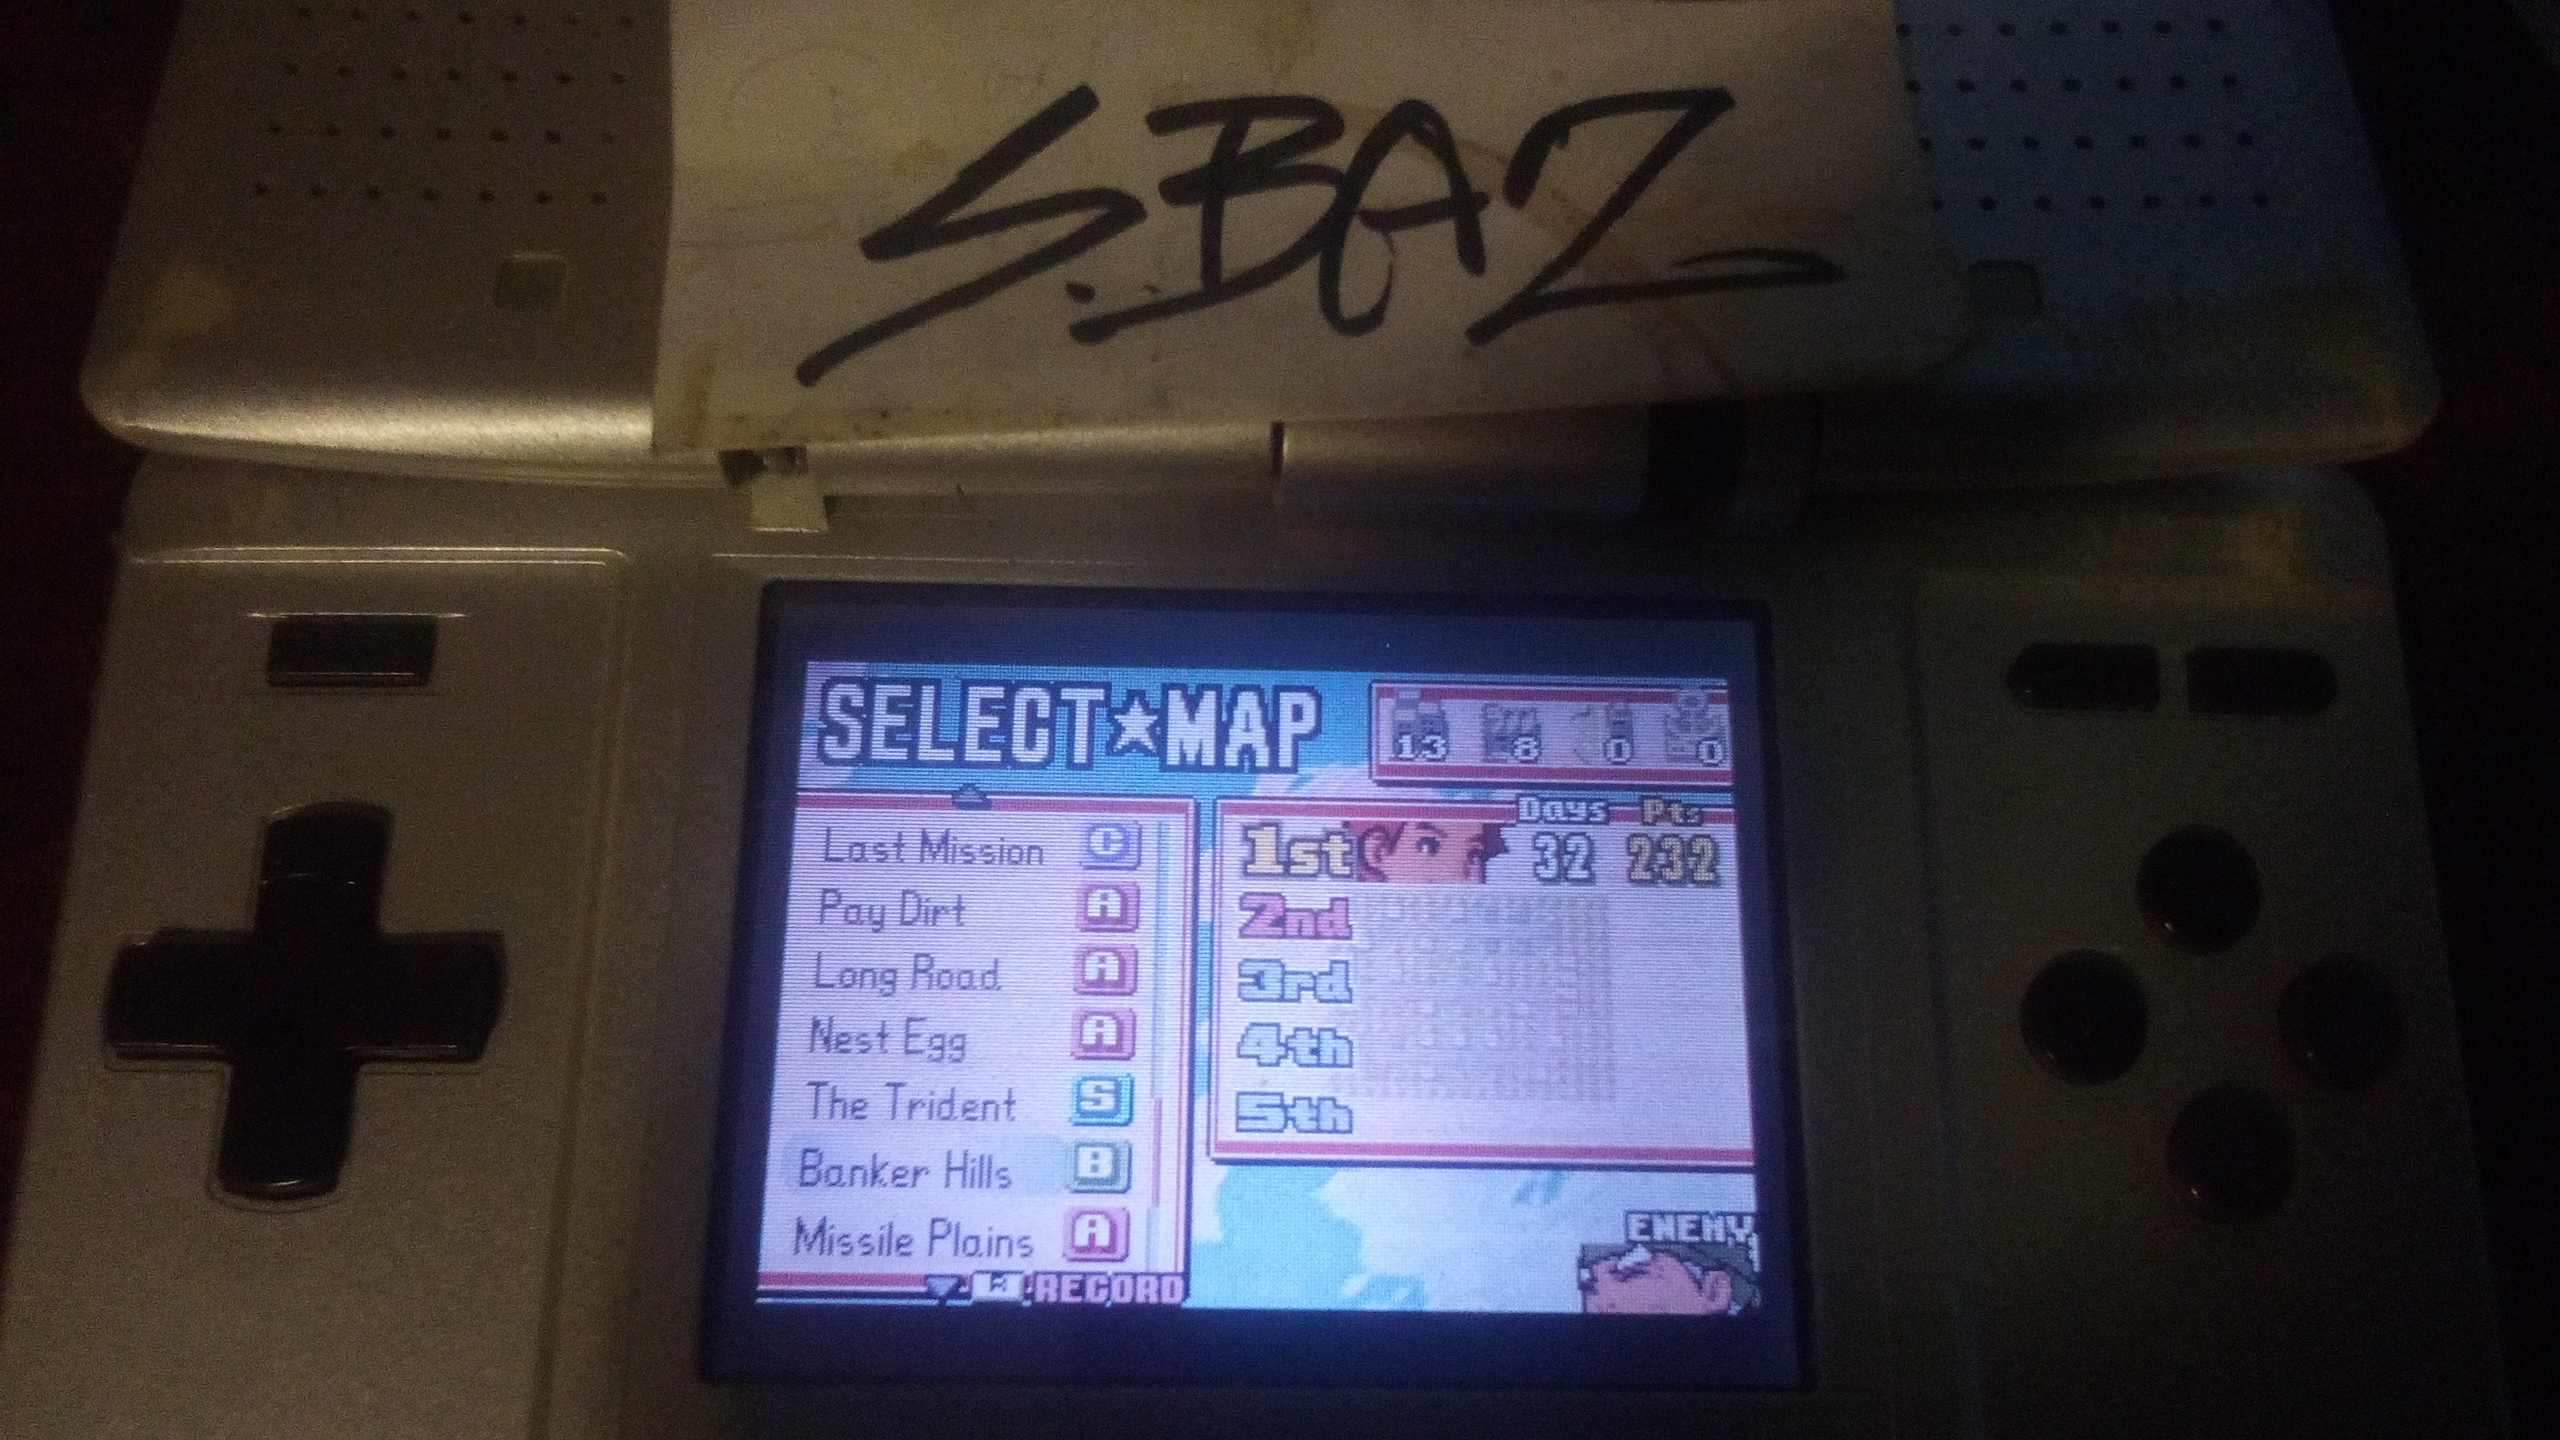 S.BAZ
SELECT★MAP
13 8 0 0
Last Mission C
Pay Dirt A
Long Road A
Nest Egg A
The Trident S
Banker Hills B
Missile Plains A
RECORD
Days Pts
1st 32 232
2nd
3rd
4th
5th
ENEMY